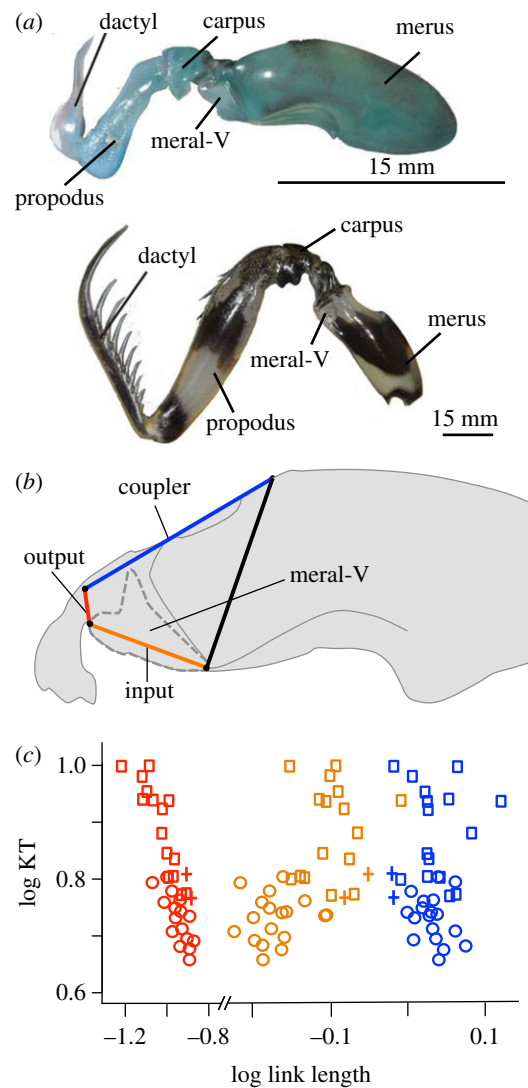 (a)
dactyl
carpus
merus
meral-V
propodus
15 mm
carpus
dactyl
merus
meral-V
propodus
15 mm
(b)
coupler
output
meral-V
input
(c)
1.0
0.8
0.6
log KT
−1.2
−0.8
−0.1
0.1
log link length